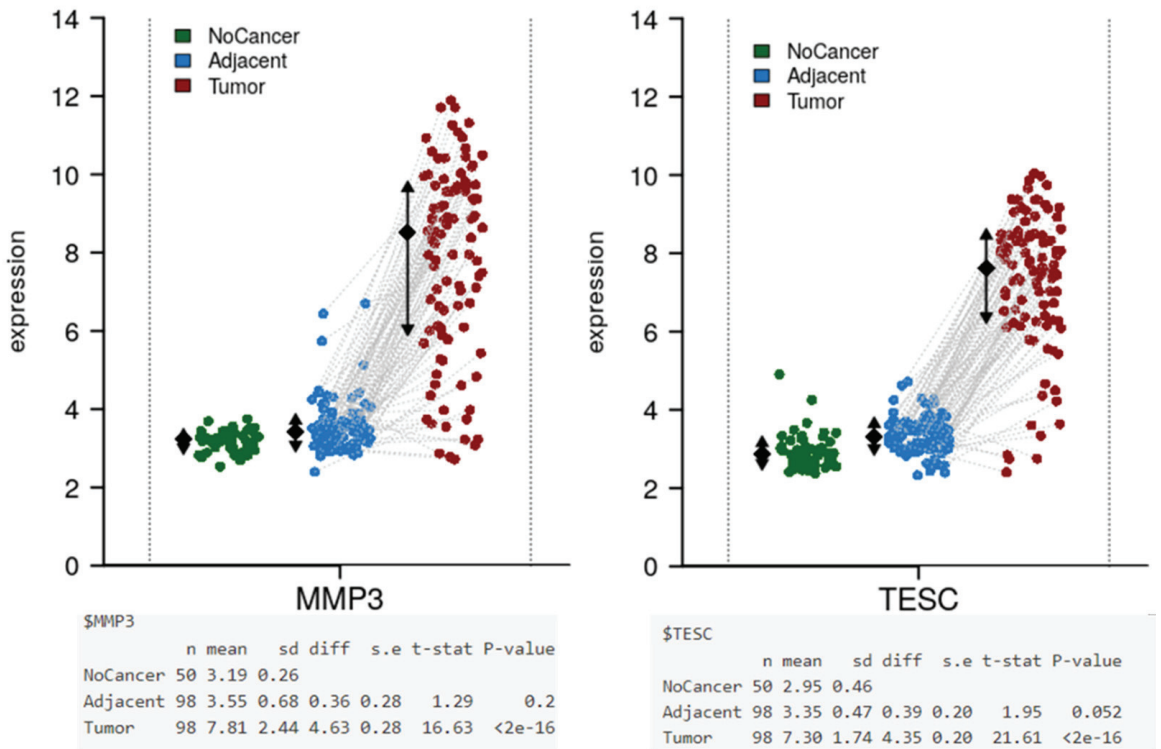 14
12
10
8
6
4
2
0
expression
NoCancer
Adjacent
Tumor
MMP3
$MMP3
n mean sd diff s.e t-stat P-value
NoCancer 50 3.19 0.26
Adjacent 98 3.55 0.68 0.36 0.28 1.29 0.2
Tumor 98 7.81 2.44 4.63 0.28 16.63 <2e-16
14
12
10
8
6
4
2
0
expression
NoCancer
Adjacent
Tumor
TESC
$TESC
n mean sd diff s.e t-stat P-value
NoCancer 50 2.95 0.46
Adjacent 98 3.35 0.47 0.39 0.20 1.95 0.052
Tumor 98 7.30 1.74 4.35 0.20 21.61 <2e-16